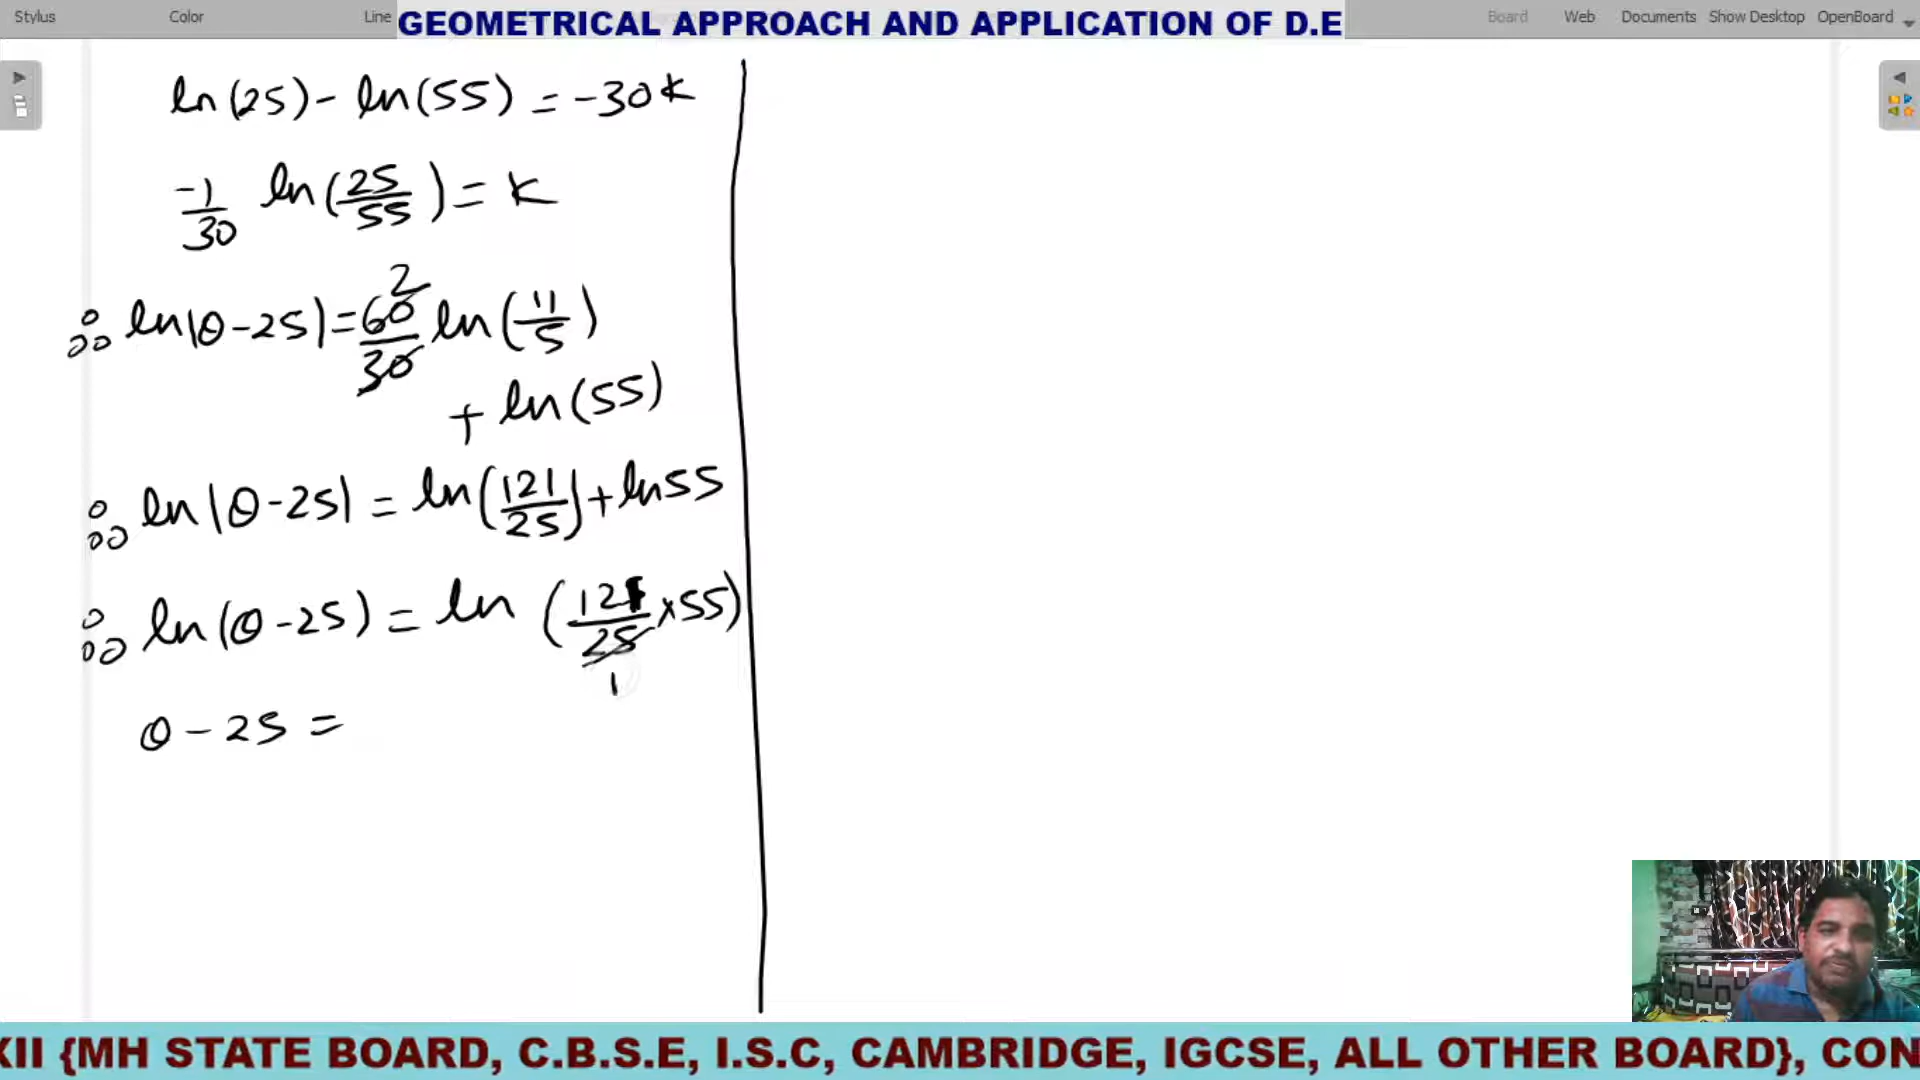 Stylus Color Line GEOMETRICAL APPROACH AND APPLICATION OF D.E Board Web Documents Show Desktop OpenBoard
ln(25) - ln(55) = -30k
-1/30 ln(25/55) = k
∴ ln|θ-25| = 60/30 2 ln(11/5)
+ ln(55)
∴ ln|θ-25| = ln(121/25) + ln55
∴ ln(θ-25) = ln (121/25 × 55)
1
θ-25 =
XII {MH STATE BOARD, C.B.S.E, I.S.C, CAMBRIDGE, IGCSE, ALL OTHER BOARD}, CON